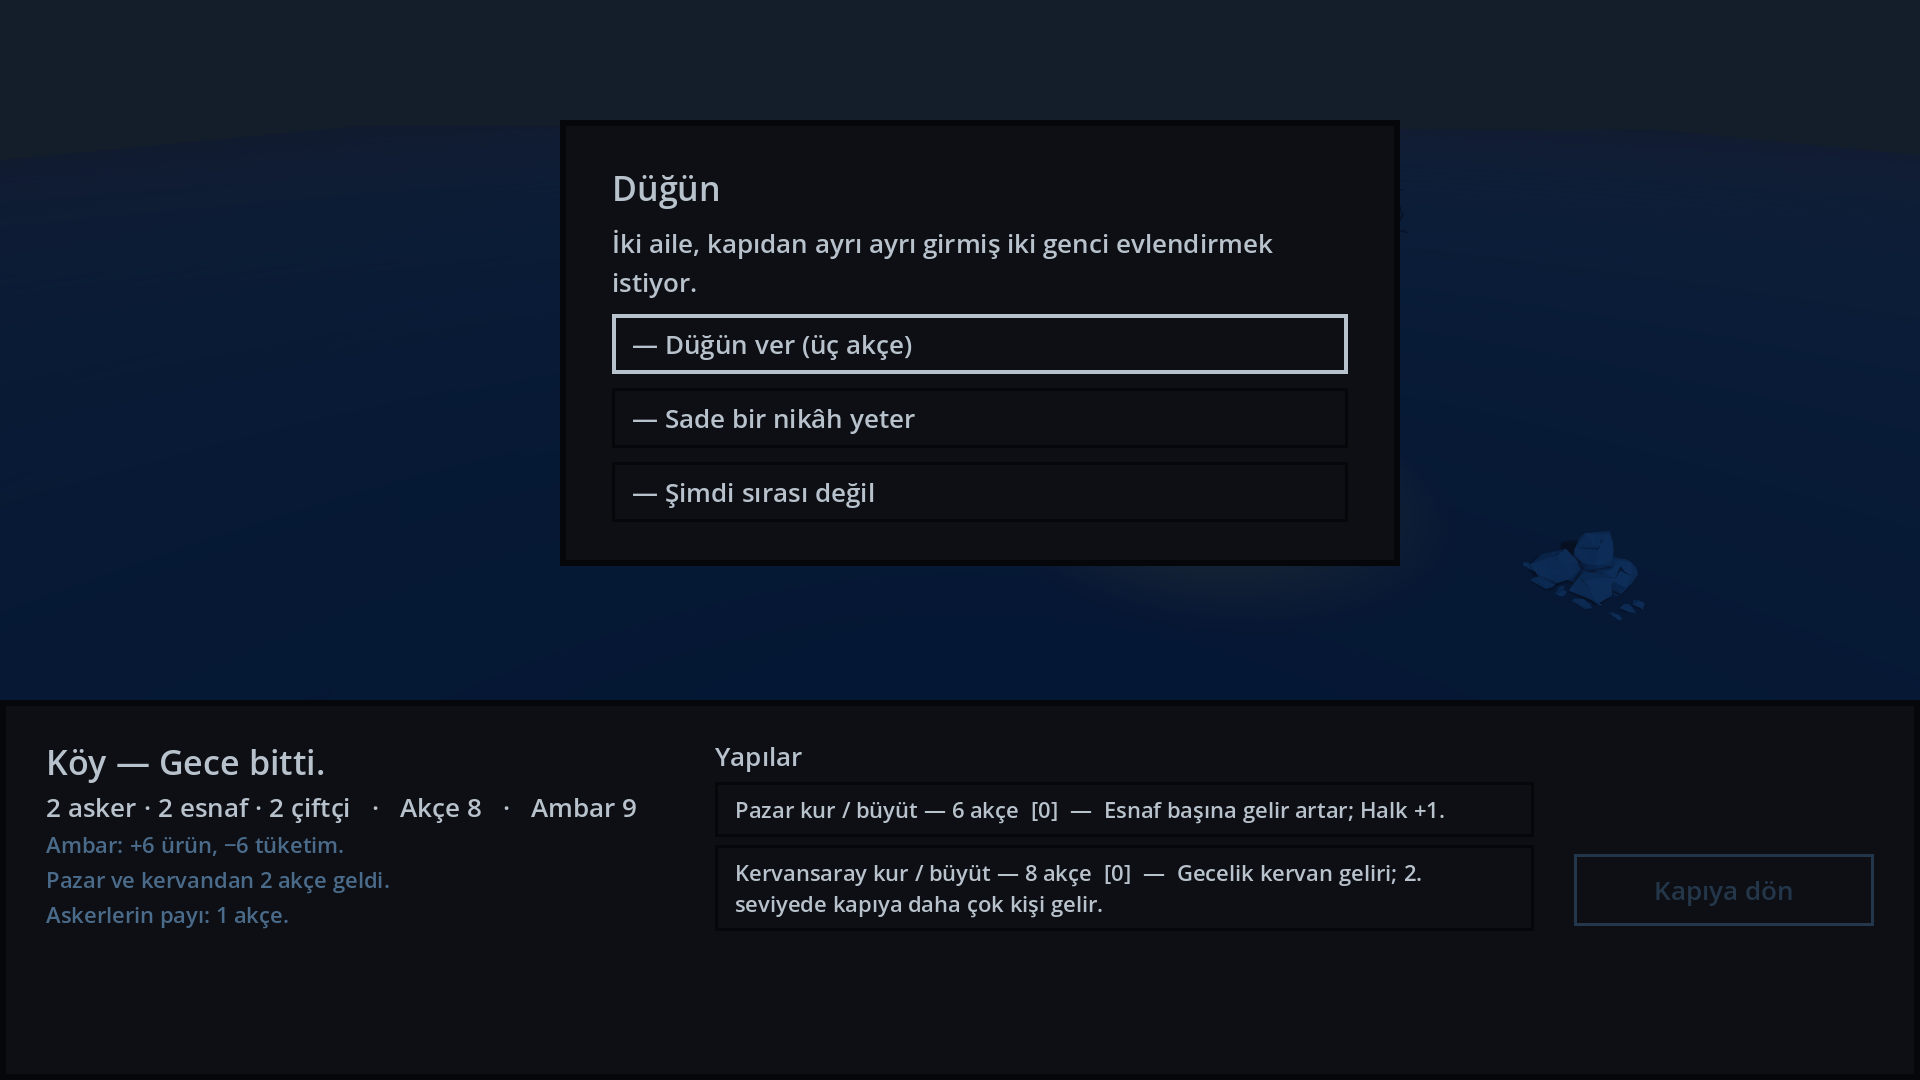 Düğün
İki aile, kapıdan ayrı ayrı girmiş iki genci evlendirmek
istiyor.
— Düğün ver (üç akçe)
— Sade bir nikâh yeter
— Şimdi sırası değil
Köy — Gece bitti.
2 asker · 2 esnaf · 2 çiftçi · Akçe 8 · Ambar 9
Ambar: +6 ürün, −6 tüketim.
Pazar ve kervandan 2 akçe geldi.
Askerlerin payı: 1 akçe.
Yapılar
Pazar kur / büyüt — 6 akçe [0] — Esnaf başına gelir artar; Halk +1.
Kervansaray kur / büyüt — 8 akçe [0] — Gecelik kervan geliri; 2.
seviyede kapıya daha çok kişi gelir.
Kapıya dön